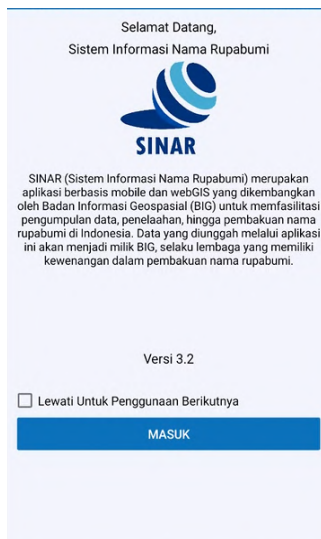 Selamat Datang,
Sistem Informasi Nama Rupabumi
SINAR
SINAR (Sistem Informasi Nama Rupabumi) merupakan
aplikasi berbasis mobile dan webGIS yang dikembangkan
oleh Badan Informasi Geospasial (BIG) untuk memfasilitasi
pengumpulan data, penelaahan, hingga pembakuan nama
rupabumi di Indonesia. Data yang diunggah melalui aplikasi
ini akan menjadi milik BIG, selaku lembaga yang memiliki
kewenangan dalam pembakuan nama rupabumi.
Versi 3.2
Lewati Untuk Penggunaan Berikutnya
MASUK